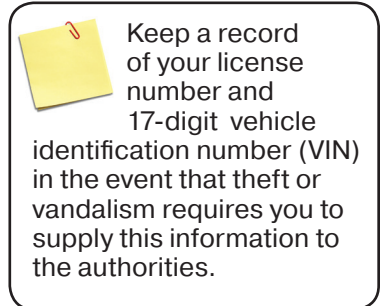 Keep a record
of your license
number and
17-digit vehicle
identification number (VIN)
in the event that theft or
vandalism requires you to
supply this information to
the authorities.